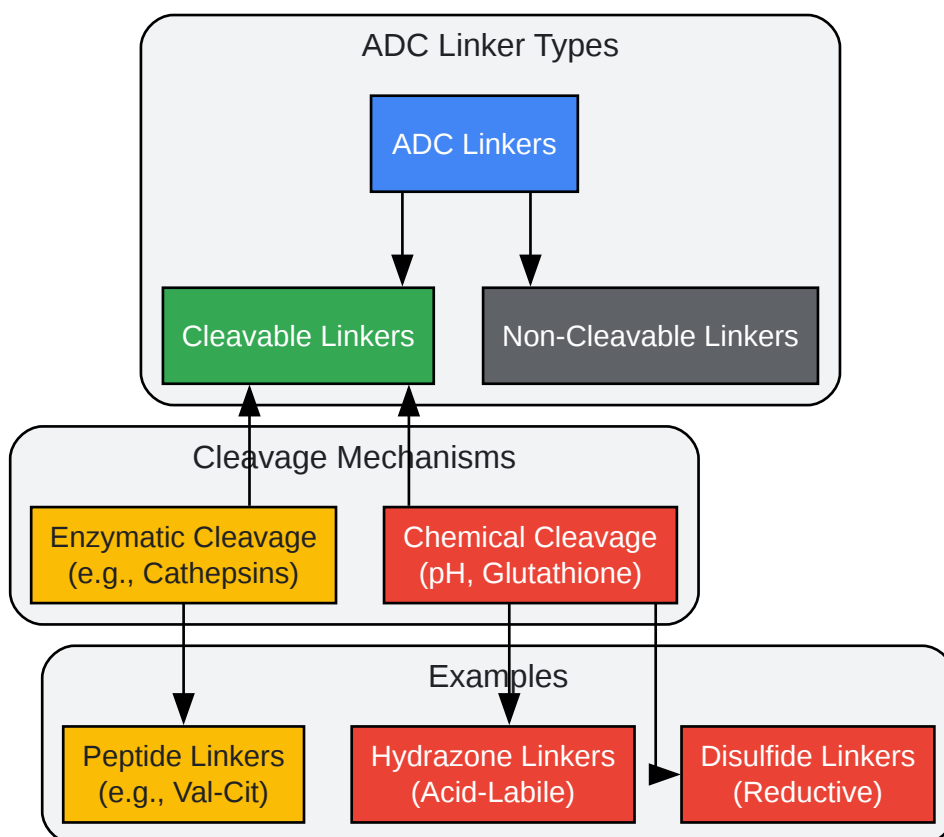 ADC Linker Types
ADC Linkers
Cleavable Linkers
Non-Cleavable Linkers
Cleavage Mechanisms
Enzymatic Cleavage
(e.g., Cathepsins)
Chemical Cleavage
(pH, Glutathione)
Examples
Peptide Linkers
(e.g., Val-Cit)
Hydrazone Linkers
(Acid-Labile)
Disulfide Linkers
(Reductive)